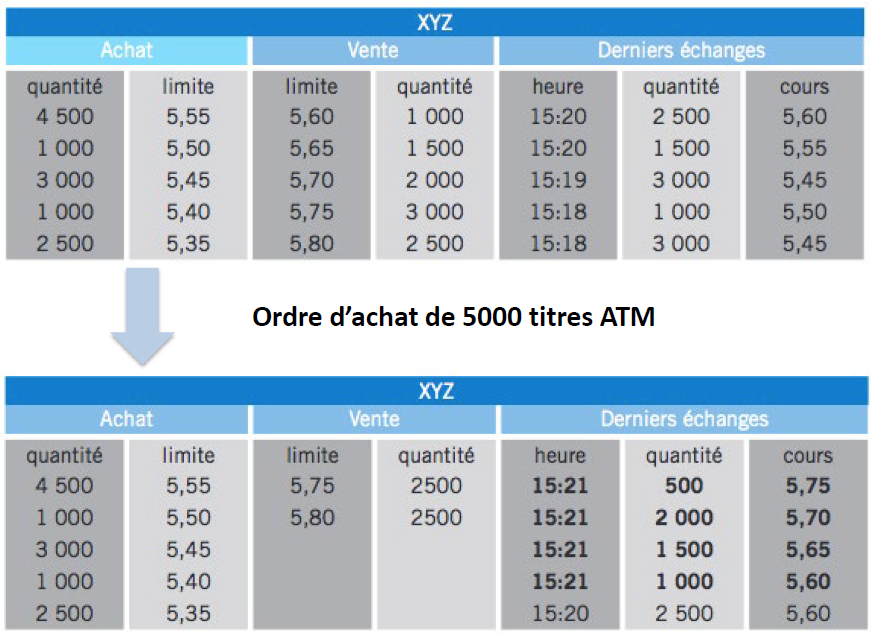 XYZ
Achat Vente Derniers échanges
quantité limite limite quantité heure quantité cours
4 500 5,55 5,60 1 000 15:20 2 500 5,60
1 000 5,50 5,65 1 500 15:20 1 500 5,55
3 000 5,45 5,70 2 000 15:19 3 000 5,45
1 000 5,40 5,75 3 000 15:18 1 000 5,50
2 500 5,35 5,80 2 500 15:18 3 000 5,45
Ordre d’achat de 5000 titres ATM
XYZ
Achat Vente Derniers échanges
quantité limite limite quantité heure quantité cours
4 500 5,55 5,75 2500 15:21 500 5,75
1 000 5,50 5,80 2500 15:21 2 000 5,70
3 000 5,45 15:21 1 500 5,65
1 000 5,40 15:21 1 000 5,60
2 500 5,35 15:20 2 500 5,60